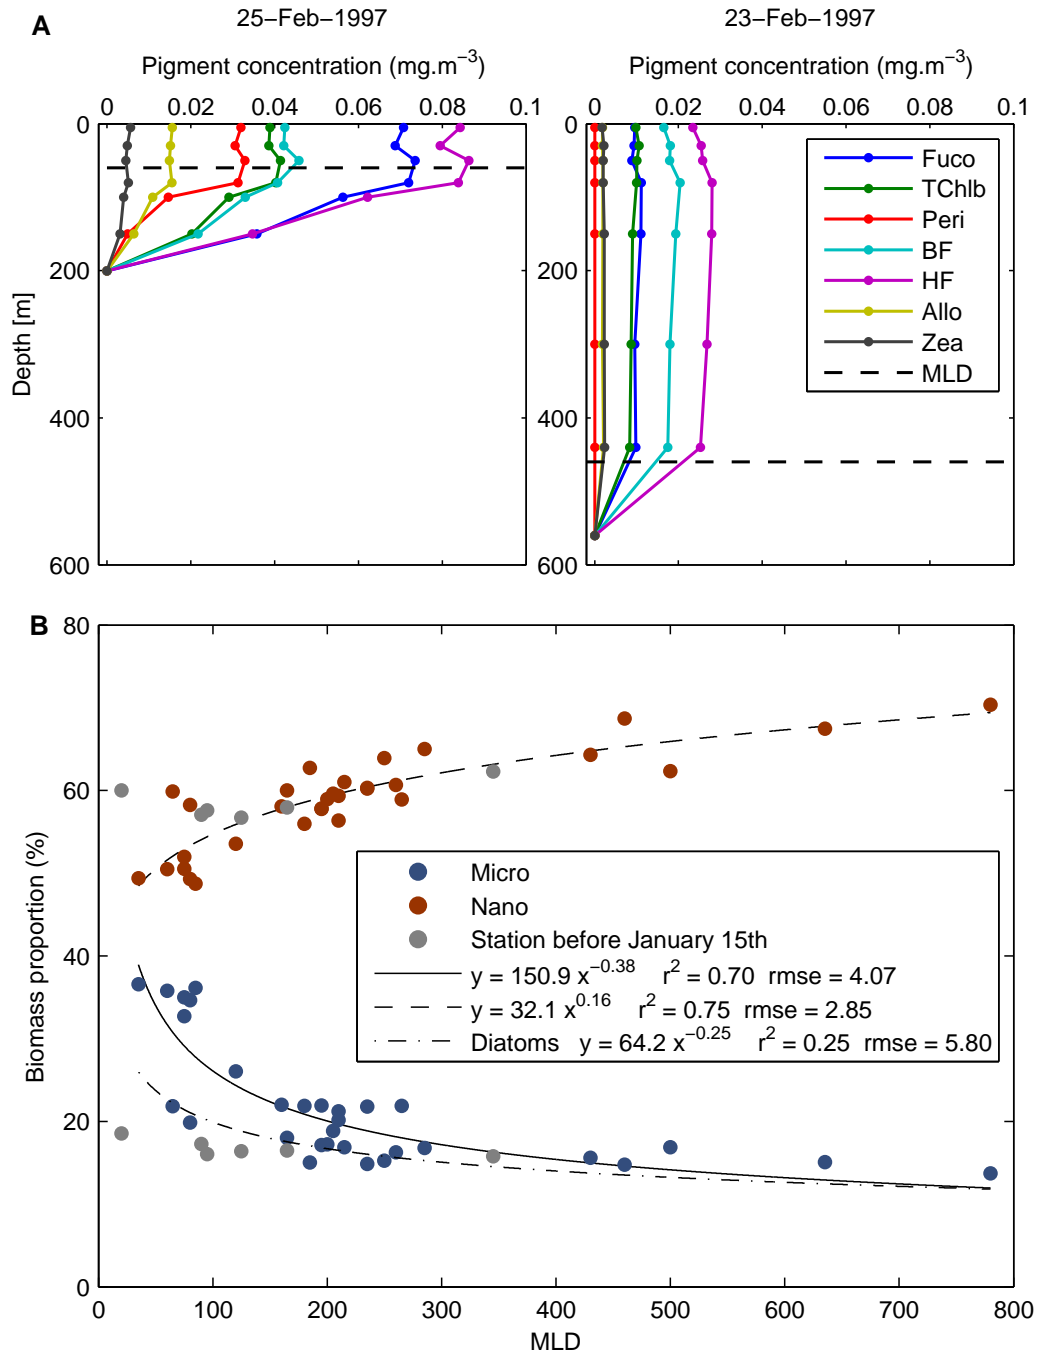 A
25−Feb−1997
23−Feb−1997
Pigment concentration (mg.m−3)
Pigment concentration (mg.m−3)
0 0.02 0.04 0.06 0.08 0.1
0 0.02 0.04 0.06 0.08 0.1
0
200
400
600
Depth [m]
0
200
400
600
Fuco
TChlb
Peri
BF
HF
Allo
Zea
MLD
B
80
60
40
20
0
Biomass proportion (%)
Micro
Nano
Station before January 15th
y = 150.9 x−0.38 r2 = 0.70 rmse = 4.07
y = 32.1 x0.16 r2 = 0.75 rmse = 2.85
Diatoms y = 64.2 x−0.25 r2 = 0.25 rmse = 5.80
0 100 200 300 400 500 600 700 800
MLD